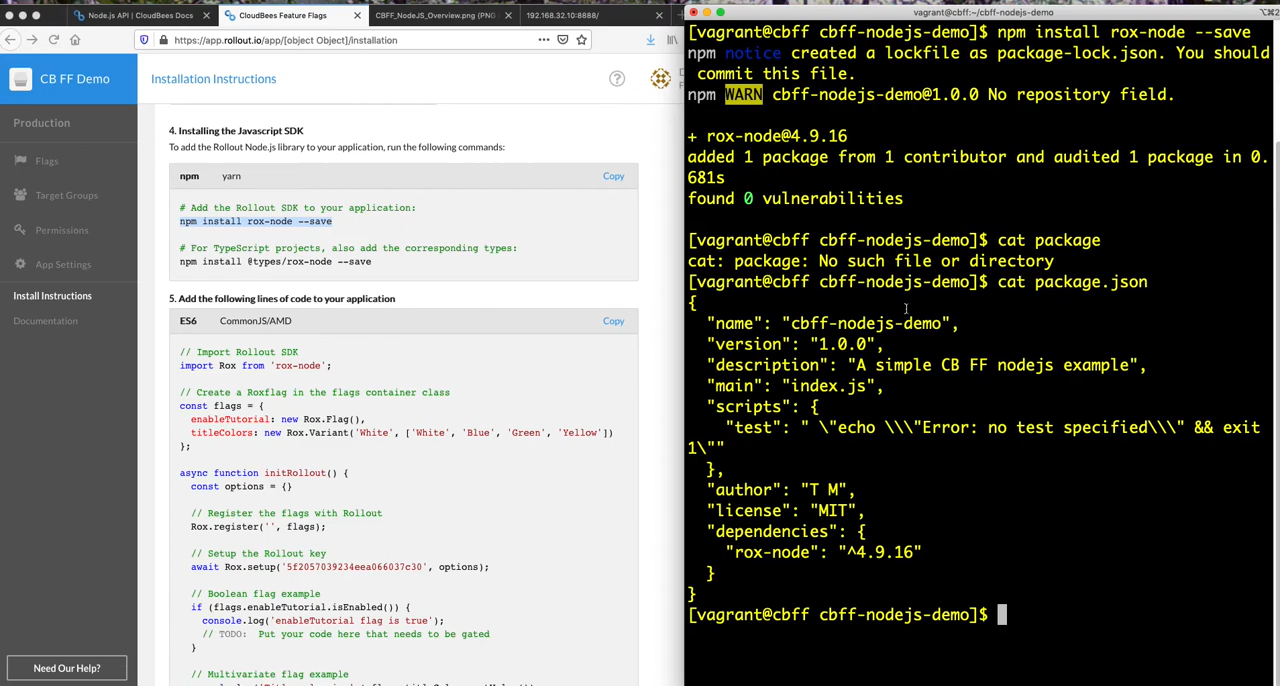 Node.js API | CloudBees Docs
CloudBees Feature Flags
CBFF_NodeJS_Overview.png (PNG
192.168.32.10:8888/
https://app.rollout.io/app/[object Object]/installation
CB FF Demo
Installation Instructions
Production
Flags
Target Groups
Permissions
App Settings
Install Instructions
Documentation
Need Our Help?
4. Installing the Javascript SDK
To add the Rollout Node.js library to your application, run the following commands:
npm yarn Copy
# Add the Rollout SDK to your application:
npm install rox-node --save
# For TypeScript projects, also add the corresponding types:
npm install @types/rox-node --save
5. Add the following lines of code to your application
ES6 CommonJS/AMD Copy
// Import Rollout SDK
import Rox from 'rox-node';
// Create a Roxflag in the flags container class
const flags = {
enableTutorial: new Rox.Flag(),
titleColors: new Rox.Variant('White', ['White', 'Blue', 'Green', 'Yellow'])
};
async function initRollout() {
const options = {}
// Register the flags with Rollout
Rox.register('', flags);
// Setup the Rollout key
await Rox.setup('5f2057039234eea066037c30', options);
// Boolean flag example
if (flags.enableTutorial.isEnabled()) {
console.log('enableTutorial flag is true');
// TODO:  Put your code here that needs to be gated
}
// Multivariate flag example
vagrant@cbff:~/cbff-nodejs-demo
⌥⌘2
[vagrant@cbff cbff-nodejs-demo]$ npm install rox-node --save
npm notice created a lockfile as package-lock.json. You should
commit this file.
npm WARN cbff-nodejs-demo@1.0.0 No repository field.
+ rox-node@4.9.16
added 1 package from 1 contributor and audited 1 package in 0.
681s
found 0 vulnerabilities
[vagrant@cbff cbff-nodejs-demo]$ cat package
cat: package: No such file or directory
[vagrant@cbff cbff-nodejs-demo]$ cat package.json
{
"name": "cbff-nodejs-demo",
"version": "1.0.0",
"description": "A simple CB FF nodejs example",
"main": "index.js",
"scripts": {
"test": " \"echo \\\"Error: no test specified\\\" && exit
1\""
},
"author": "T M",
"license": "MIT",
"dependencies": {
"rox-node": "^4.9.16"
}
}
[vagrant@cbff cbff-nodejs-demo]$